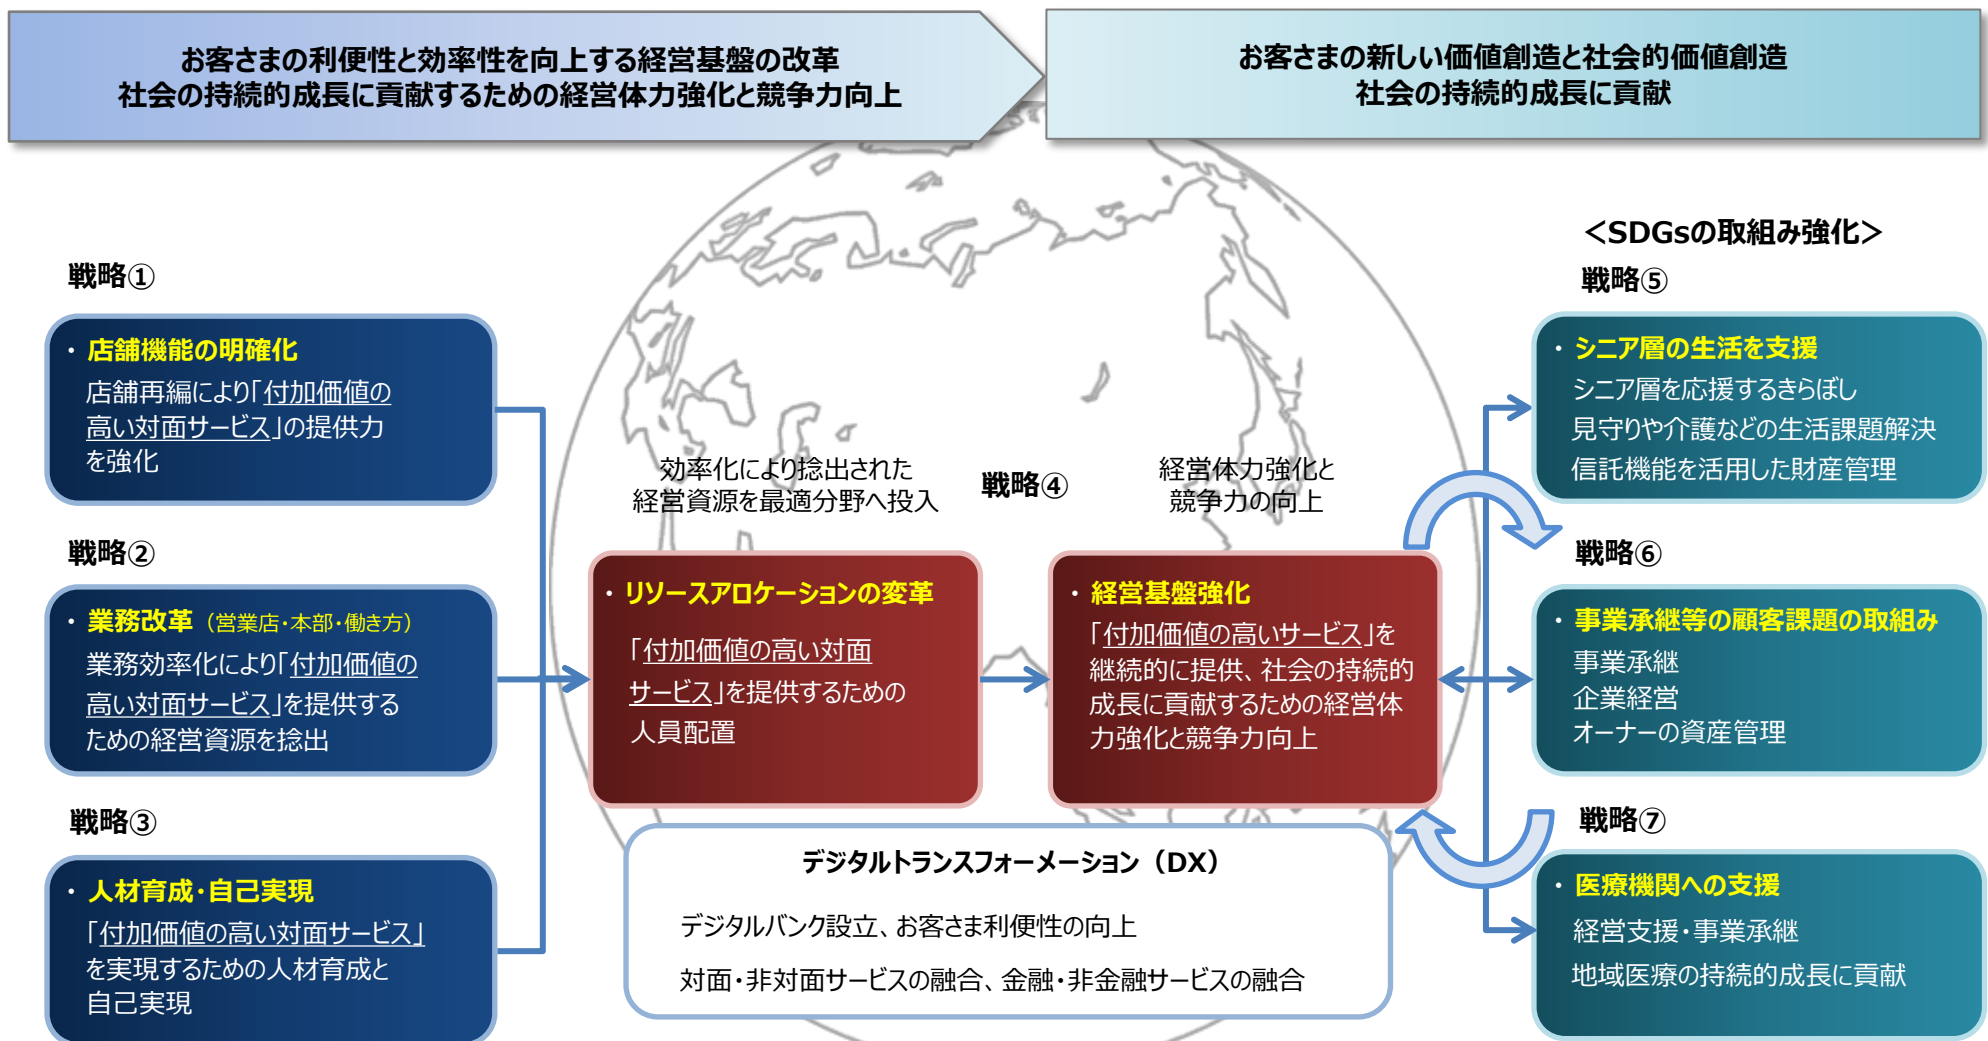 お客さまの利便性と効率性を向上する経営基盤の改革
社会の持続的成長に貢献するための経営体力強化と競争力向上
お客さまの新しい価値創造と社会的価値創造
社会の持続的成長に貢献
戦略①
・店舗機能の明確化
店舗再編により「付加価値の
高い対面サービス」の提供力
を強化
戦略②
・業務改革（営業店・本部・働き方）
業務効率化により「付加価値の
高い対面サービス」を提供する
ための経営資源を捻出
戦略③
・人材育成・自己実現
「付加価値の高い対面サービス」
を実現するための人材育成と
自己実現
効率化により捻出された
経営資源を最適分野へ投入
戦略④
経営体力強化と
競争力の向上
・リソースアロケーションの変革
「付加価値の高い対面
サービス」を提供するための
人員配置
・経営基盤強化
「付加価値の高いサービス」を
継続的に提供、社会の持続的
成長に貢献するための経営体
力強化と競争力向上
デジタルトランスフォーメーション（DX）
デジタルバンク設立、お客さま利便性の向上
対面・非対面サービスの融合、金融・非金融サービスの融合
＜SDGsの取組み強化＞
戦略⑤
・シニア層の生活を支援
シニア層を応援するきらぼし
見守りや介護などの生活課題解決
信託機能を活用した財産管理
戦略⑥
・事業承継等の顧客課題の取組み
事業承継
企業経営
オーナーの資産管理
戦略⑦
・医療機関への支援
経営支援・事業承継
地域医療の持続的成長に貢献